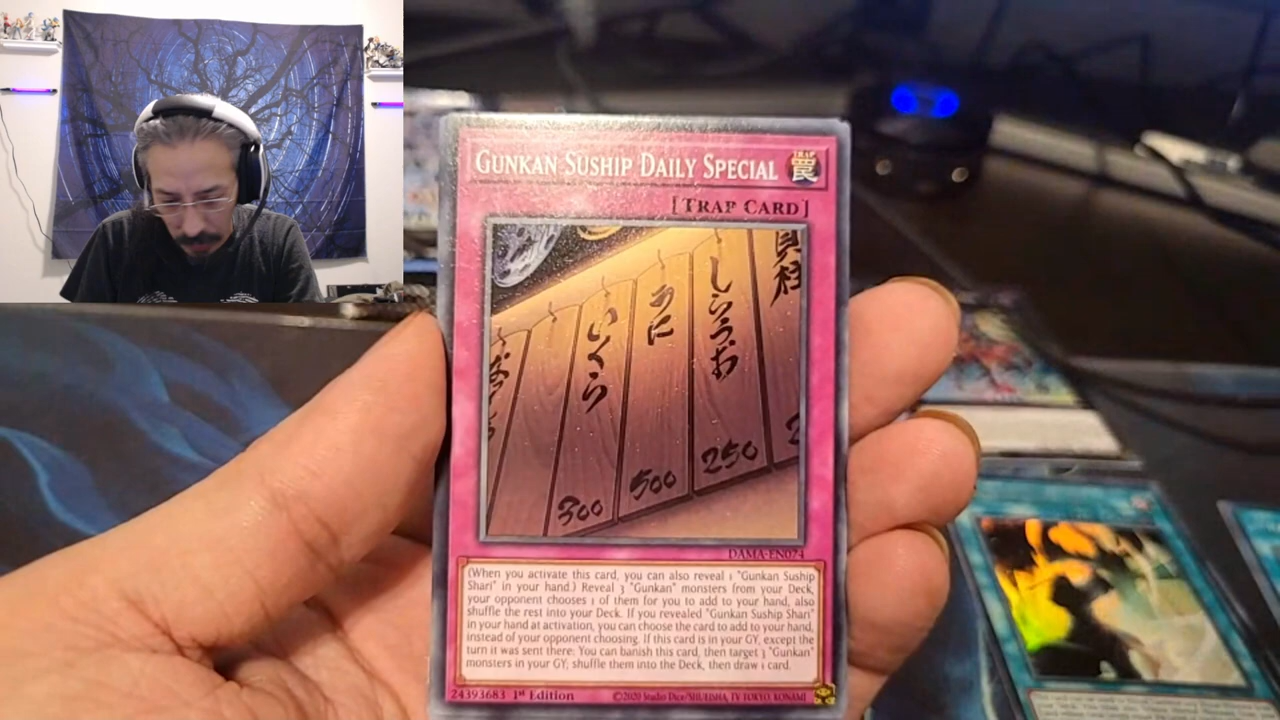 GUNKAN SUSHIP DAILY SPECIAL
TRAP
罠
[TRAP CARD]
いくら
うに
しらうお
貝柱
300
500
250
DAMA-EN074
(When you activate this card, you can also reveal 1 "Gunkan Suship
Shari" in your hand.) Reveal 3 "Gunkan" monsters from your Deck,
your opponent chooses 1 of them for you to add to your hand, also
shuffle the rest into your Deck. If you revealed "Gunkan Suship Shari"
in your hand at activation, you can choose the card to add to your hand,
instead of your opponent choosing. If this card is in your GY, except the
turn it was sent there: You can banish this card, then target 3 "Gunkan"
monsters in your GY; shuffle them into the Deck, then draw 1 card.
24393683 1st Edition
©2020 Studio Dice/SHUEISHA, TV TOKYO, KONAMI